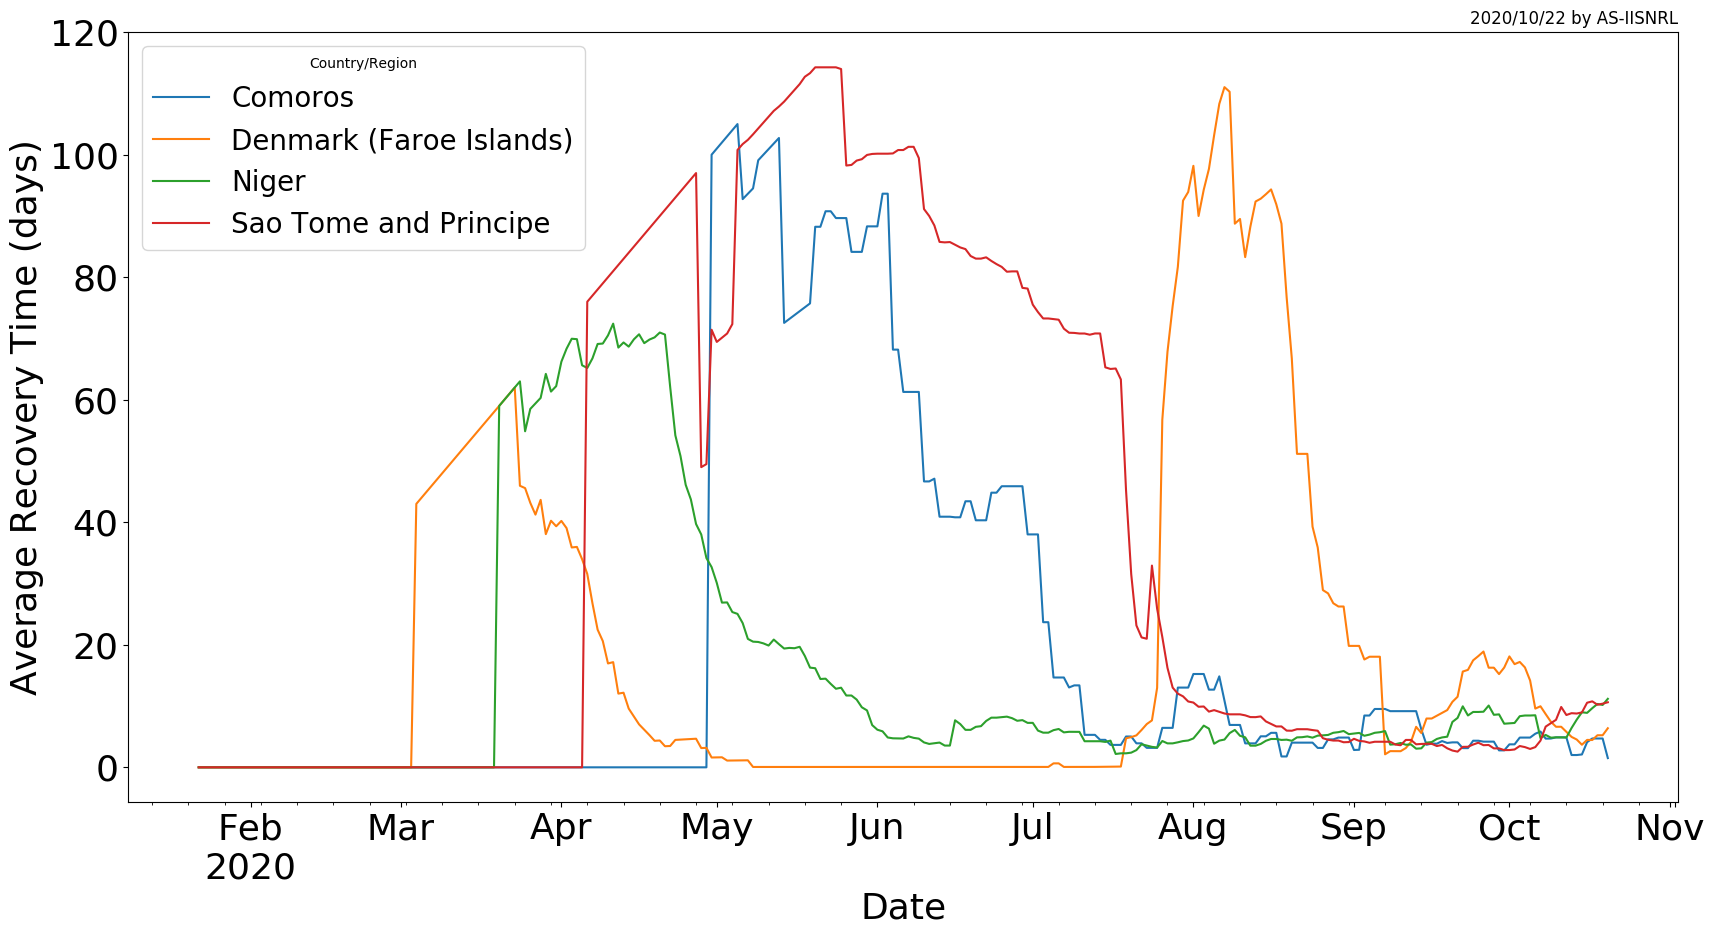 2020/10/22 by AS-IISNRL
Country/Region
Comoros
Denmark (Faroe Islands)
Niger
Sao Tome and Principe
Average Recovery Time (days)
120
100
80
60
40
20
0
Feb
2020
Mar
Apr
May
Jun
Jul
Aug
Sep
Oct
Nov
Date